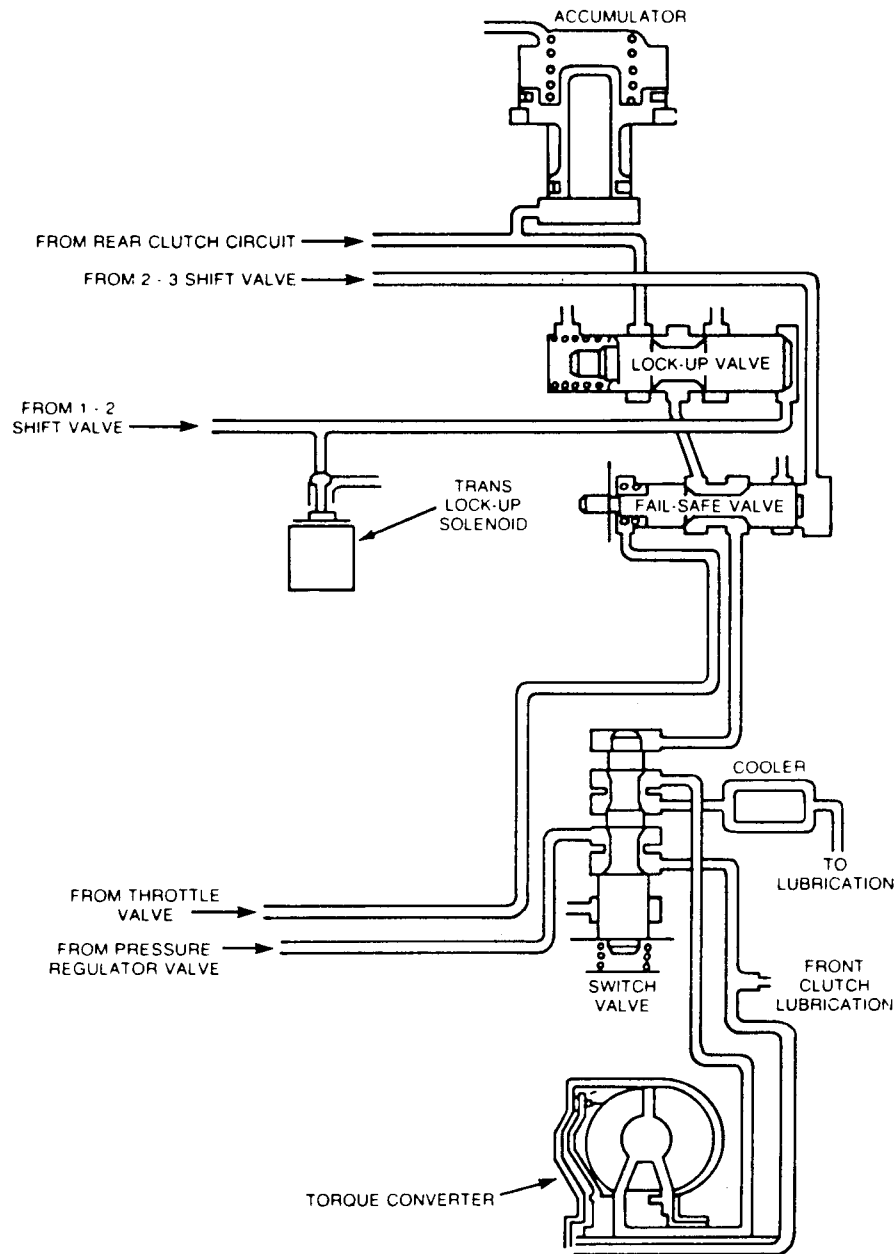 ACCUMULATOR
FROM REAR CLUTCH CIRCUIT
FROM 2 - 3 SHIFT VALVE
LOCK-UP VALVE
FROM 1 - 2
SHIFT VALVE
TRANS
LOCK-UP
SOLENOID
FAIL-SAFE VALVE
COOLER
TO
LUBRICATION
FROM THROTTLE
VALVE
FROM PRESSURE
REGULATOR VALVE
SWITCH
VALVE
FRONT
CLUTCH
LUBRICATION
TORQUE CONVERTER